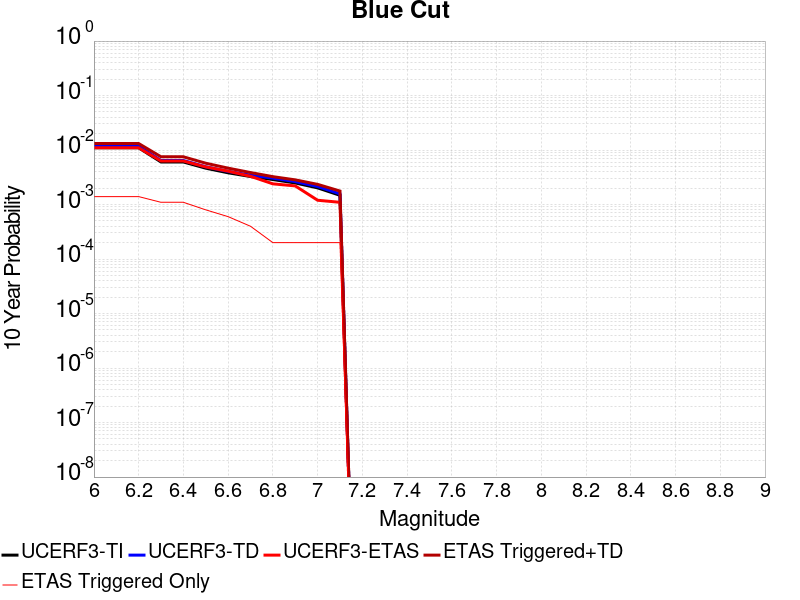 Blue Cut
10 0
10 -1
10 -2
10 -3
10 -4
10 -5
10 -6
10 -7
10 -8
10 Year Probability
6 6.2 6.4 6.6 6.8 7 7.2 7.4 7.6 7.8 8 8.2 8.4 8.6 8.8 9
Magnitude
UCERF3-TI UCERF3-TD UCERF3-ETAS ETAS Triggered+TD
ETAS Triggered Only